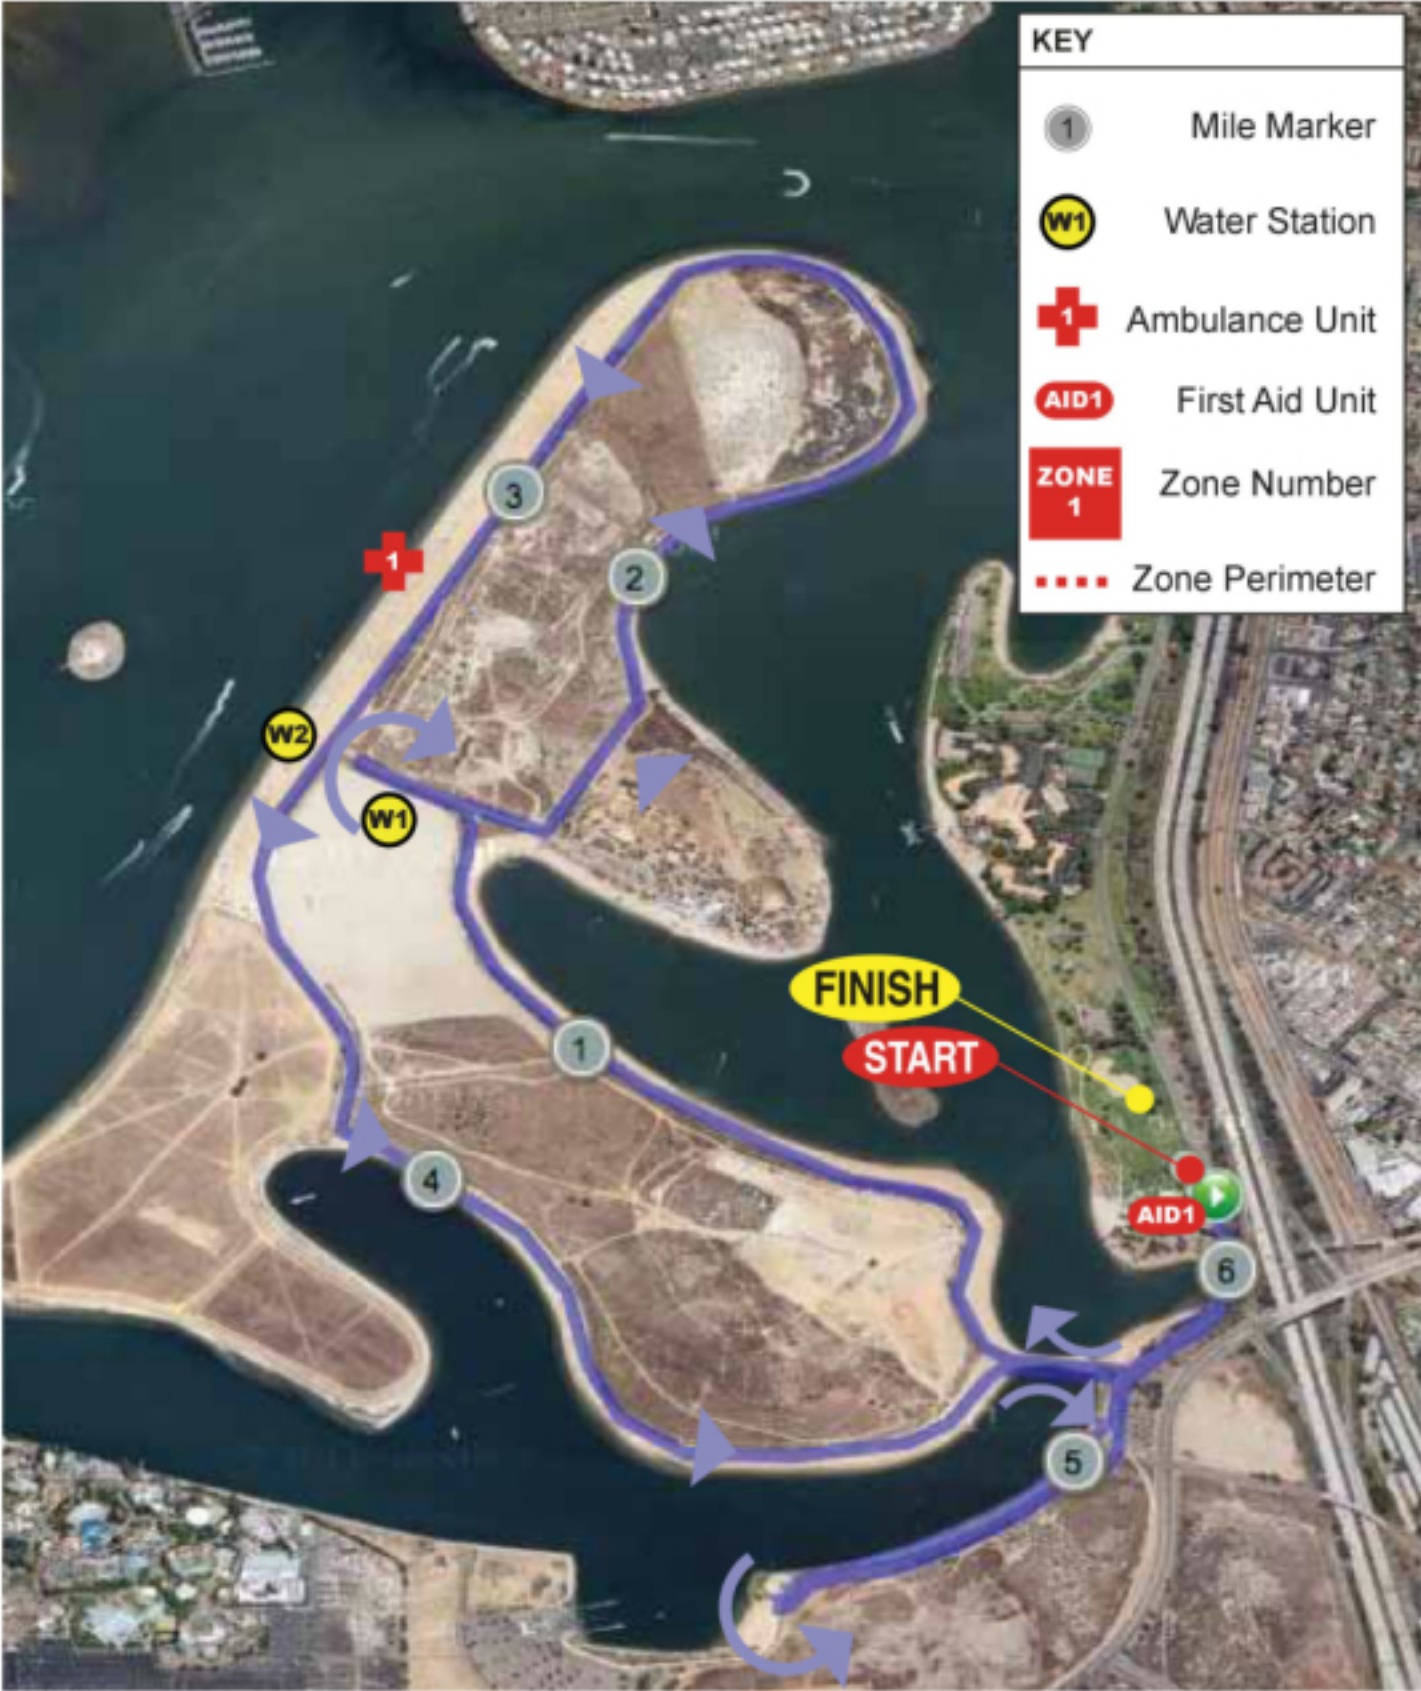 KEY
1 Mile Marker
W1 Water Station
1 Ambulance Unit
AID1 First Aid Unit
ZONE
1 Zone Number
Zone Perimeter
3
1
2
W2
W1
FINISH
START
1
4
AID1
6
5